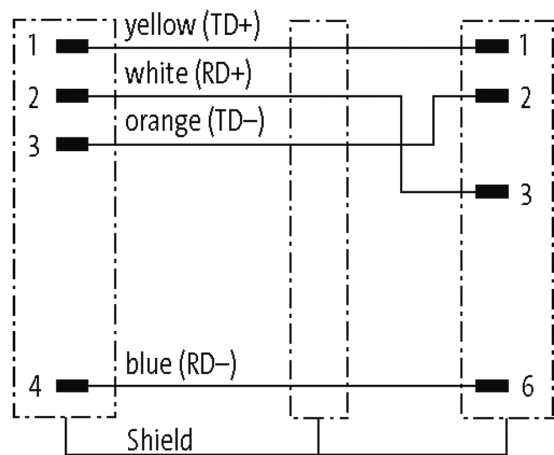 1 yellow (TD+) 1
2 white (RD+) 2
3 orange (TD–)
3
4 blue (RD–) 6
Shield